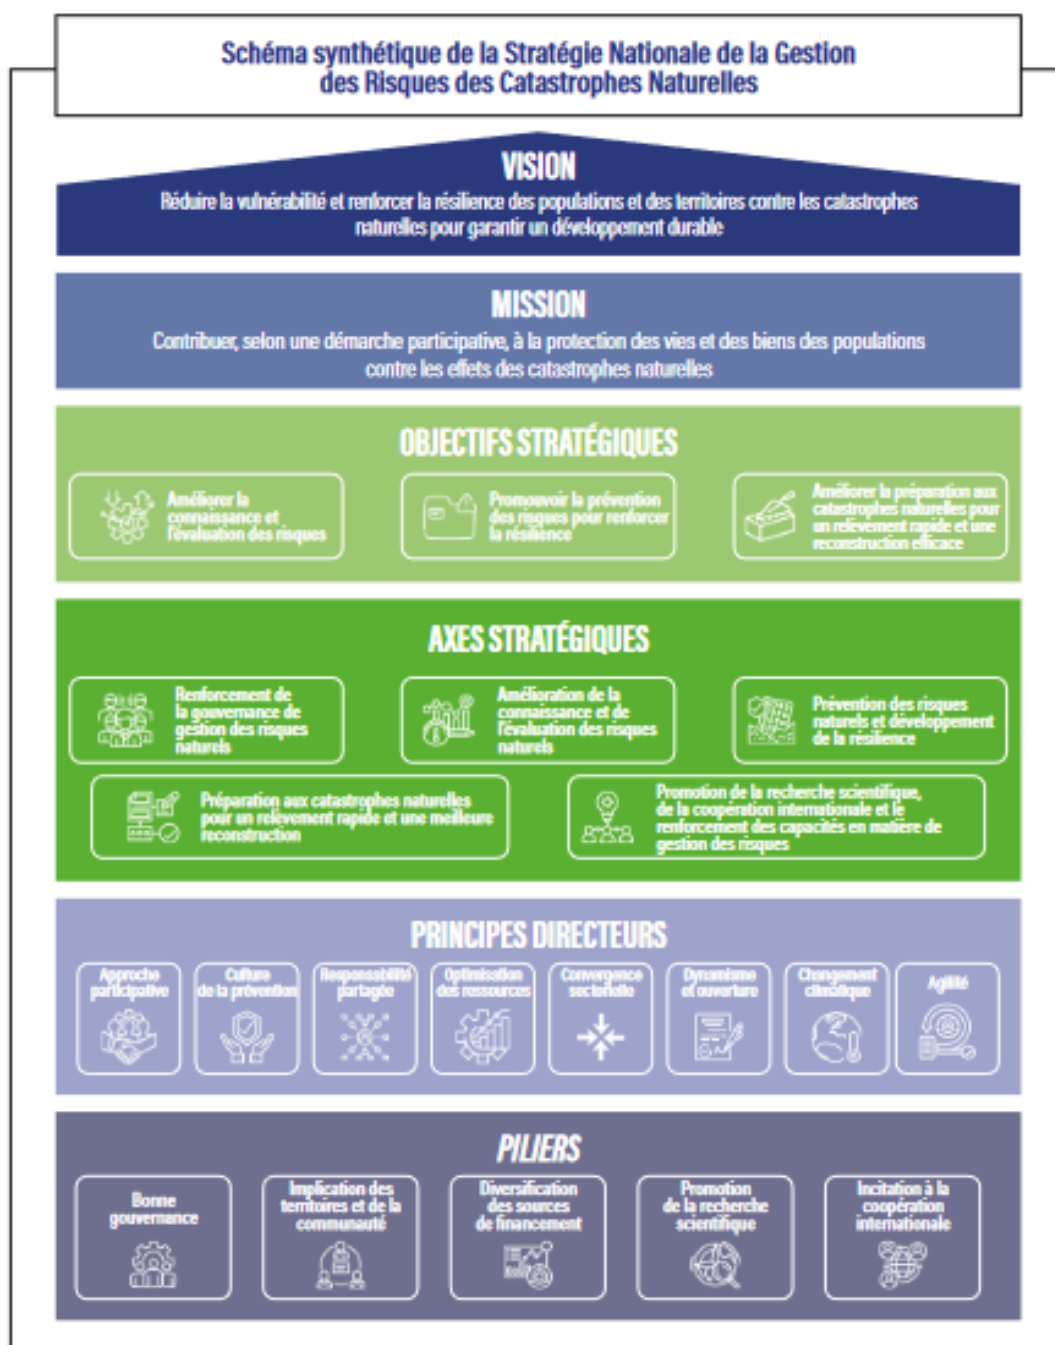 Schéma synthétique de la Stratégie Nationale de la Gestion
des Risques des Catastrophes Naturelles
VISION
Réduire la vulnérabilité et renforcer la résilience des populations et des territoires contre les catastrophes
naturelles pour garantir un développement durable
MISSION
Contribuer, selon une démarche participative, à la protection des vies et des biens des populations
contre les effets des catastrophes naturelles
OBJECTIFS STRATÉGIQUES
Améliorer la
connaissance et
l'évaluation des risques
Promouvoir la prévention
des risques pour renforcer
la résilience
Améliorer la préparation aux
catastrophes naturelles pour
un relèvement rapide et une
reconstruction efficace
AXES STRATÉGIQUES
Renforcement de
la gouvernance de
gestion des risques
naturels
Amélioration de la
connaissance et de
l'évaluation des risques
naturels
Prévention des risques
naturels et développement
de la résilience
Préparation aux catastrophes naturelles
pour un relèvement rapide et une meilleure
reconstruction
Promotion de la recherche scientifique,
de la coopération internationale et le
renforcement des capacités en matière de
gestion des risques
PRINCIPES DIRECTEURS
Approche
participative
Culture
de la prévention
Responsabilité
partagée
Optimisation
des ressources
Convergence
sectorielle
Dynamisme
et ouverture
Changement
climatique
Agilité
PILIERS
Bonne
gouvernance
Implication des
territoires et de la
communauté
Diversification
des sources
de financement
Promotion
de la recherche
scientifique
Incitation à la
coopération
internationale